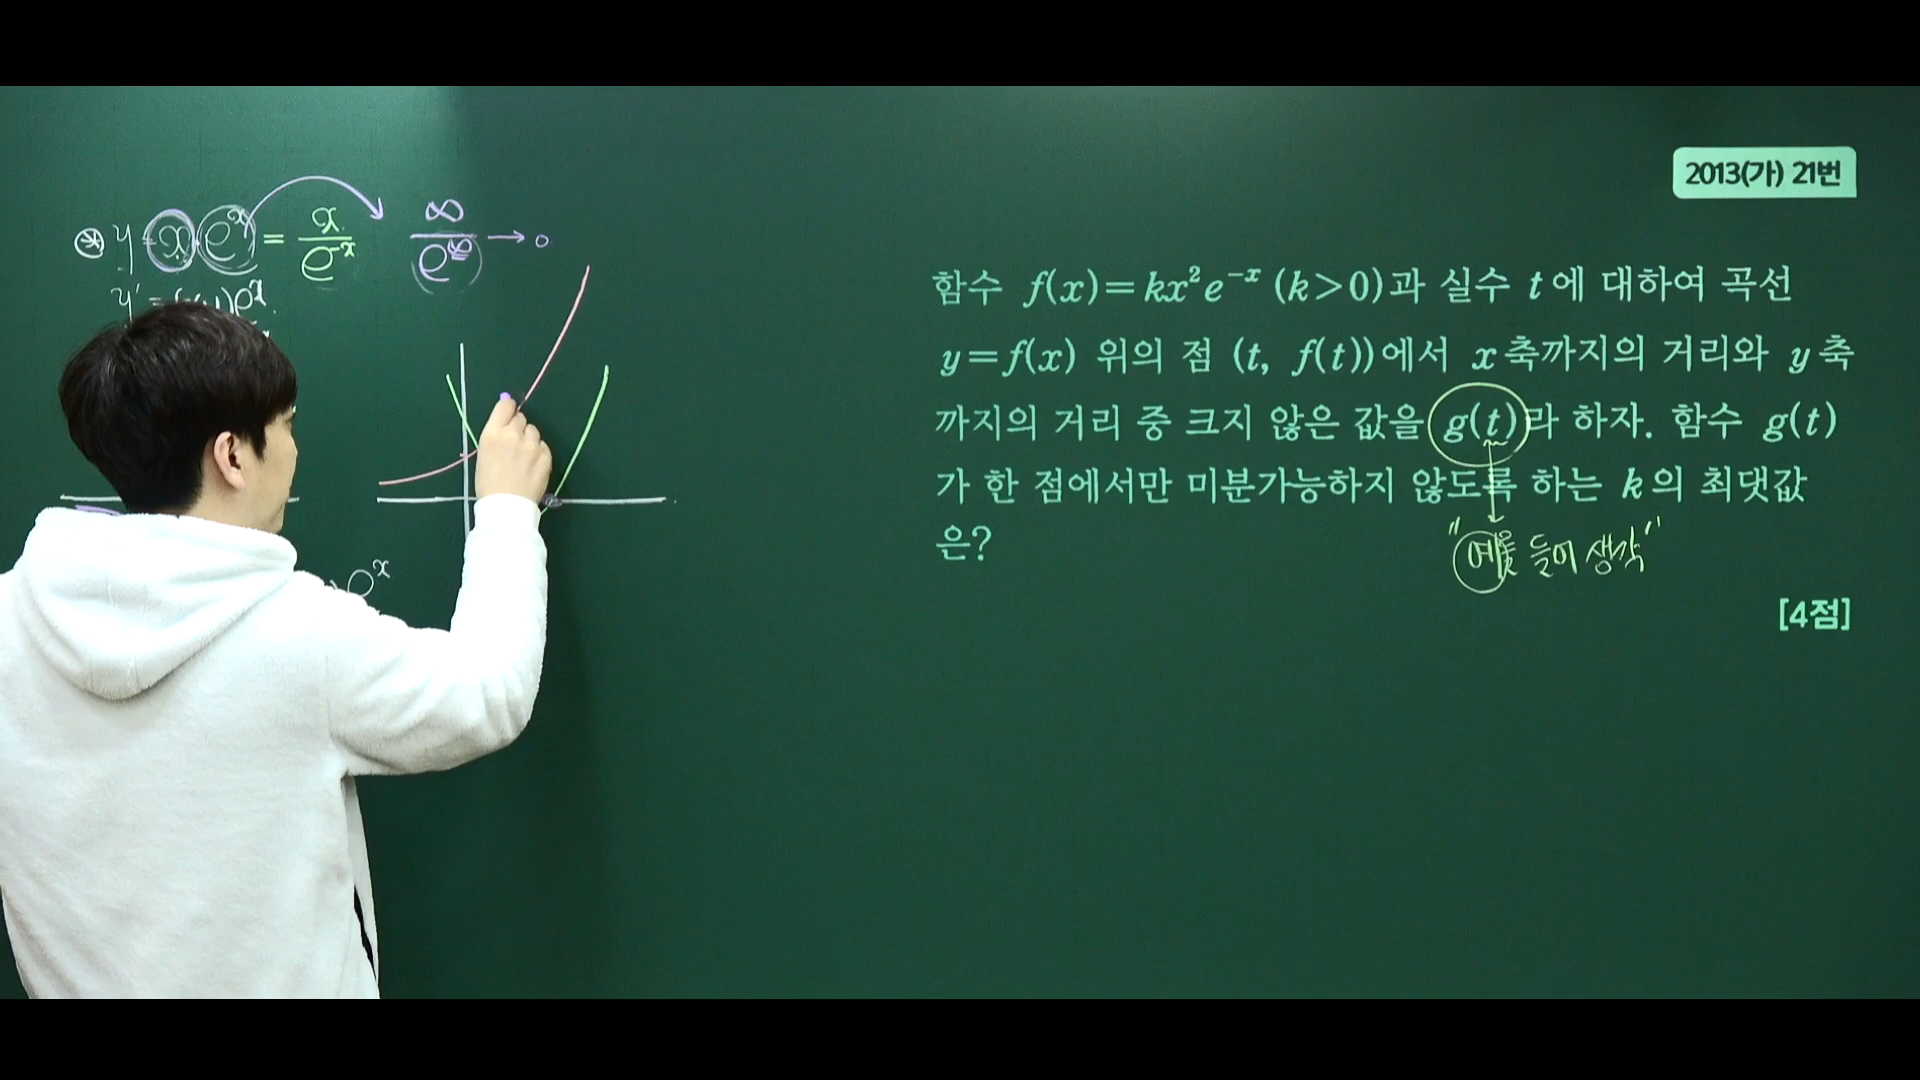 2013(가) 21번
y = x e^x = x/e^-x ∞/e^∞ → 0
함수 f(x)=kx²e⁻ˣ (k>0)과 실수 t에 대하여 곡선
y=f(x) 위의 점 (t, f(t))에서 x축까지의 거리와 y축
까지의 거리 중 크지 않은 값을 g(t)라 하자. 함수 g(t)
가 한 점에서만 미분가능하지 않도록 하는 k의 최댓값
은?
들어 생각"
[4점]